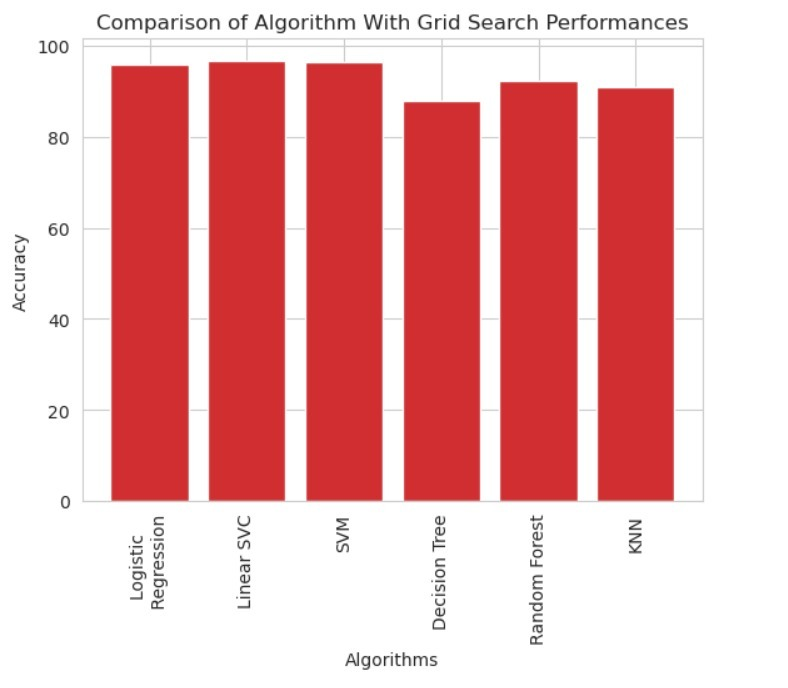 Comparison of Algorithm With Grid Search Performances
100
80
60
40
20
0
Accuracy
Logistic
Regression
Linear SVC
SVM
Decision Tree
Random Forest
KNN
Algorithms